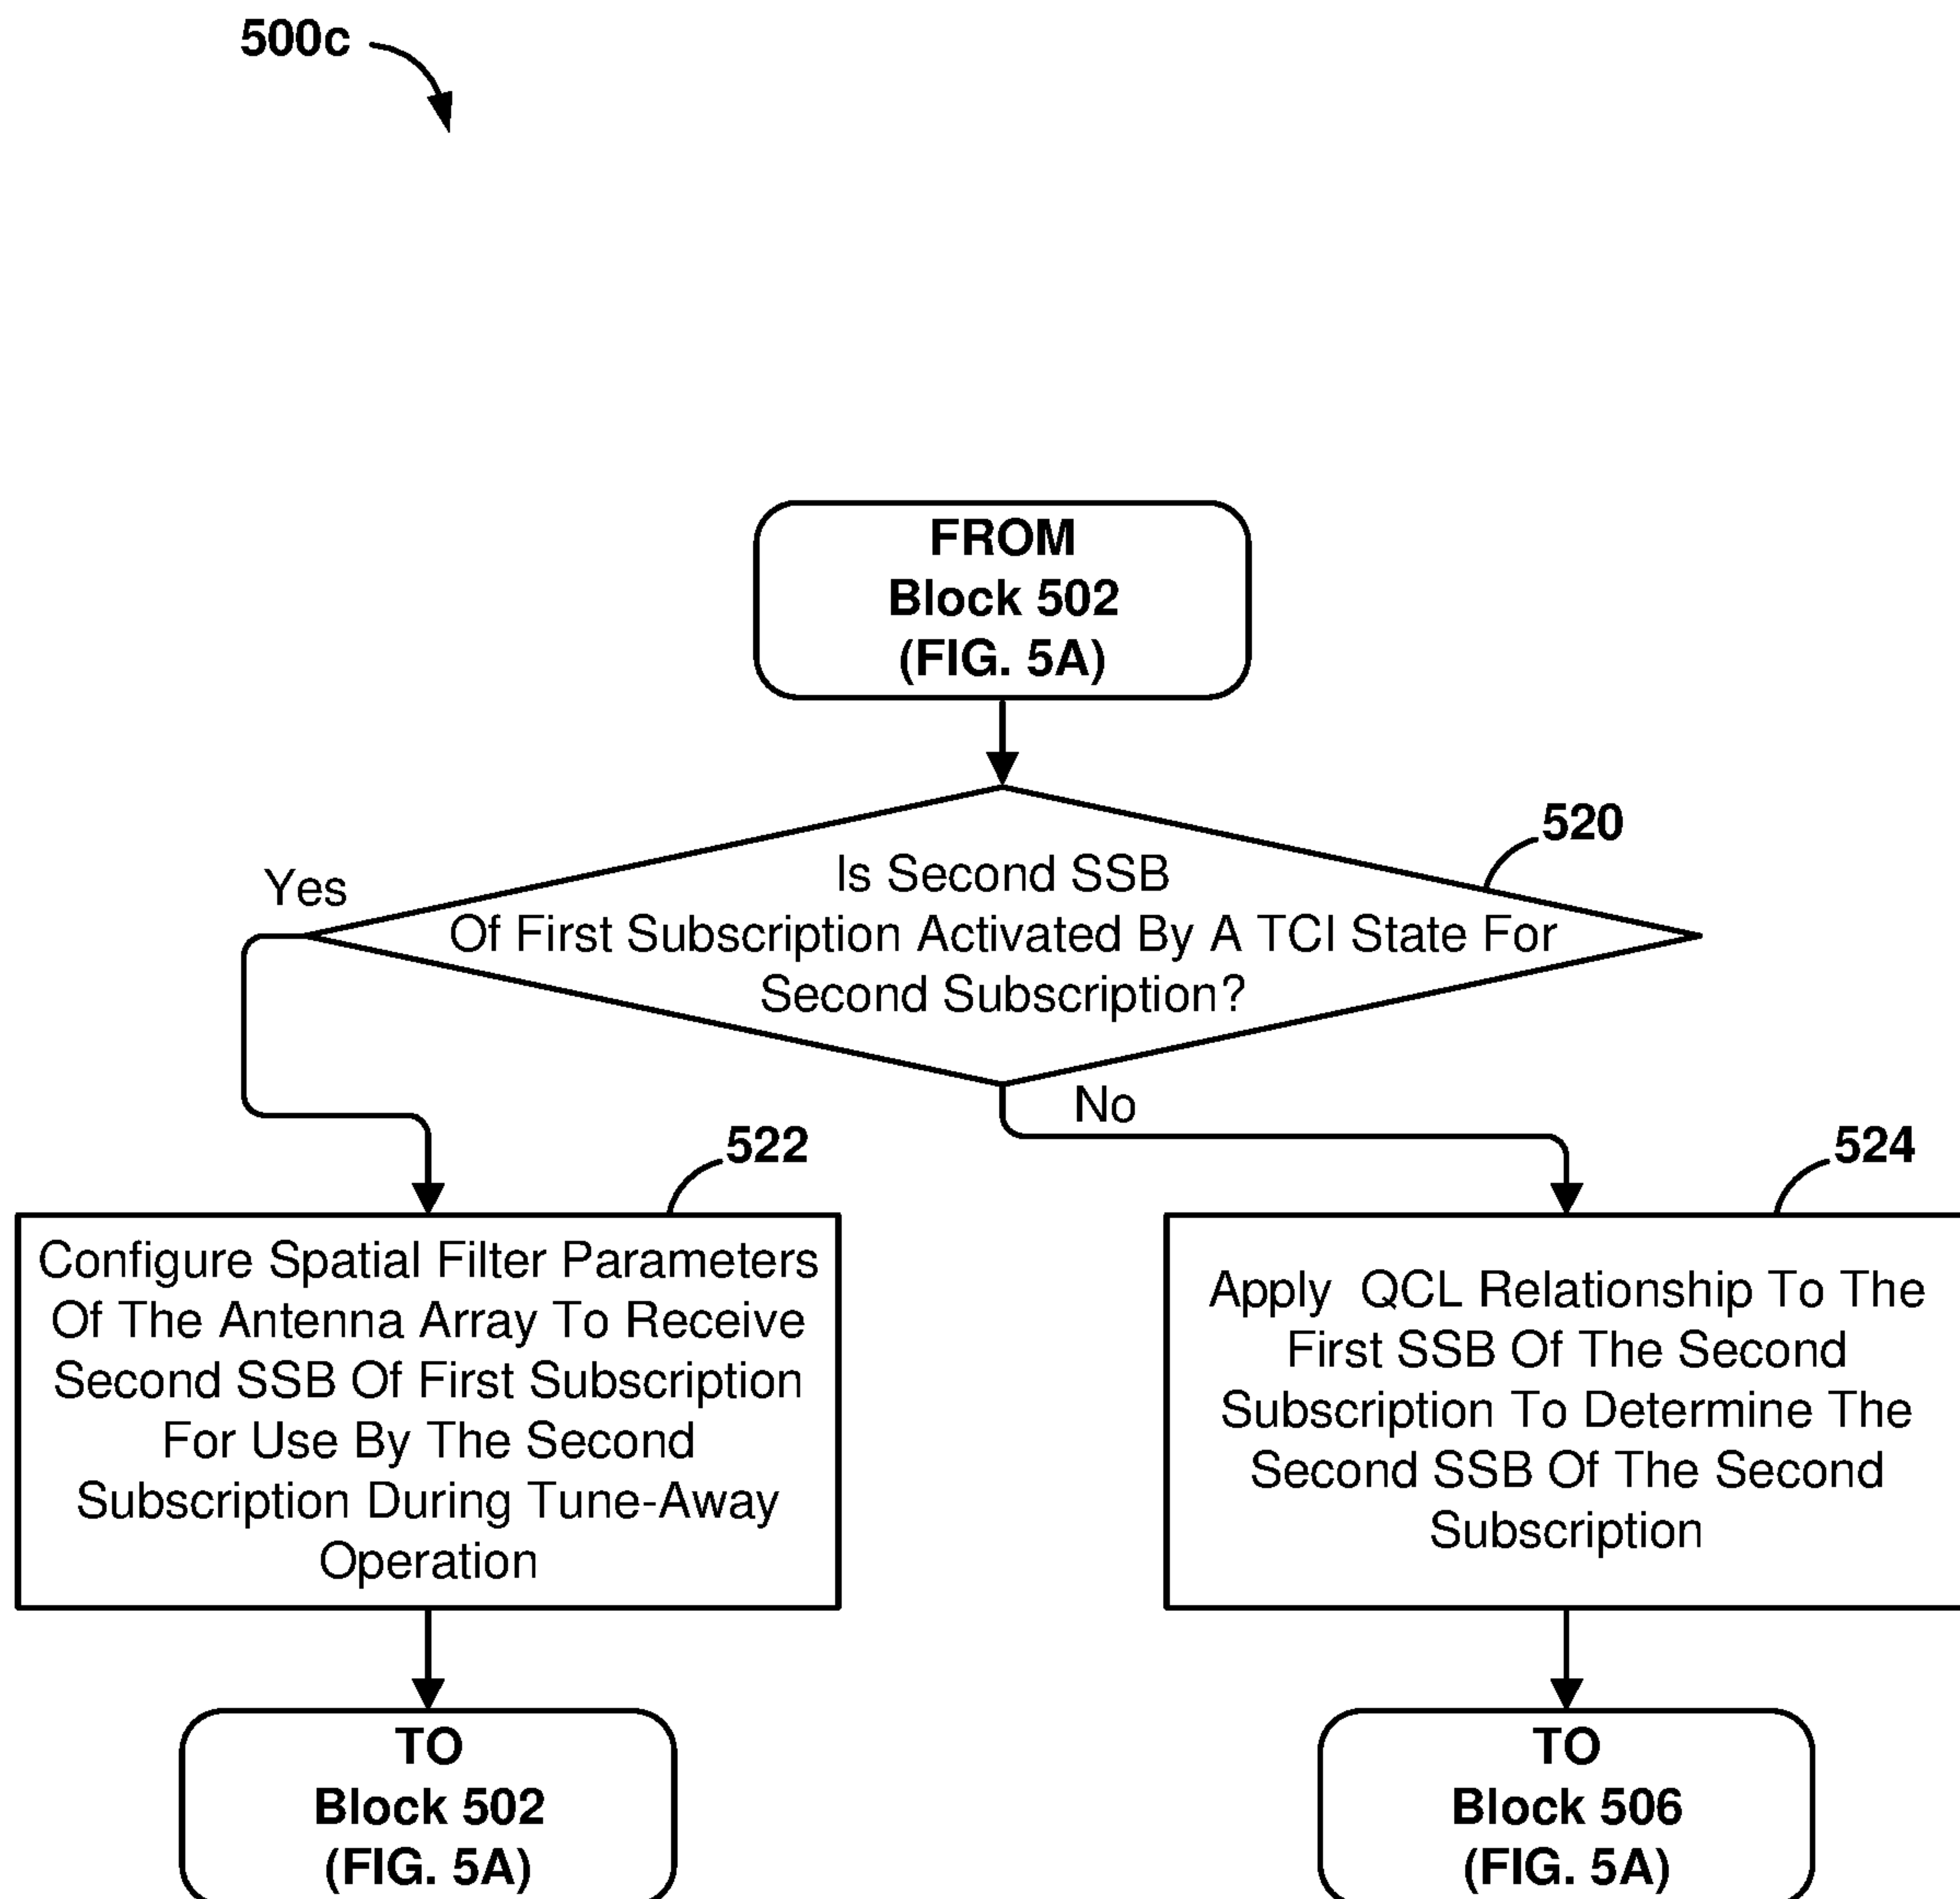 500c
FROM
Block 502
(FIG. 5A)
520
Is Second SSB
Of First Subscription Activated By A TCI State For
Second Subscription?
Yes
No
522
Configure Spatial Filter Parameters
Of The Antenna Array To Receive
Second SSB Of First Subscription
For Use By The Second
Subscription During Tune-Away
Operation
524
Apply QCL Relationship To The
First SSB Of The Second
Subscription To Determine The
Second SSB Of The Second
Subscription
TO
Block 502
(FIG. 5A)
TO
Block 506
(FIG. 5A)